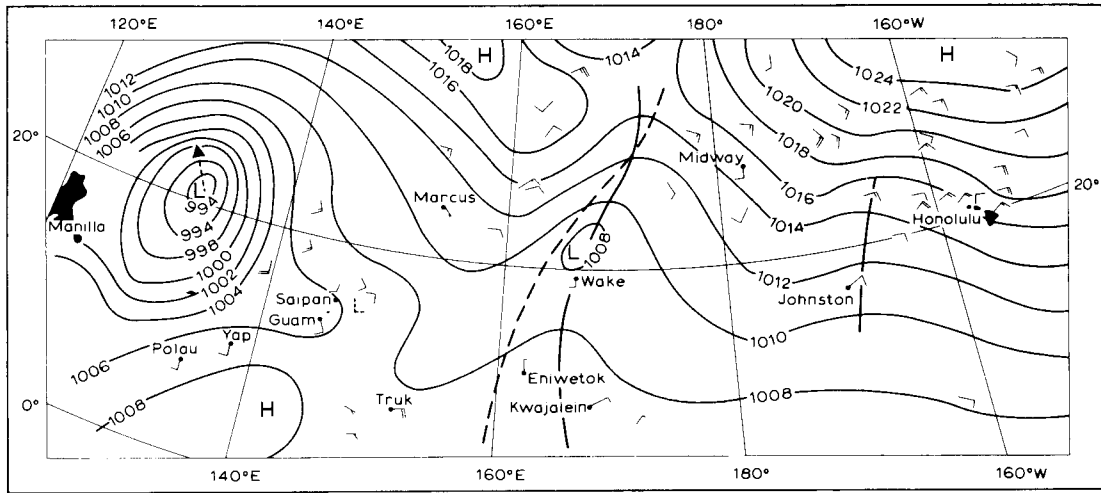 120°E 140°E 160°E 180° 160°W
H H
1018 1016 1014
1012 1010 1008 1006
1024 1022 1020 1018 1016 1014
20°
Midway
Marcus
20°
Honolulu
L
994
994
998
1000
1002
1004
Manilla
L
1008
Wake
1012
Johnston
1010
Saipan
Guam
L
Yap
Polau
1006
1008
H
Truk
Eniwetok
Kwajalein
1008
0°
140°E 160°E 180° 160°W